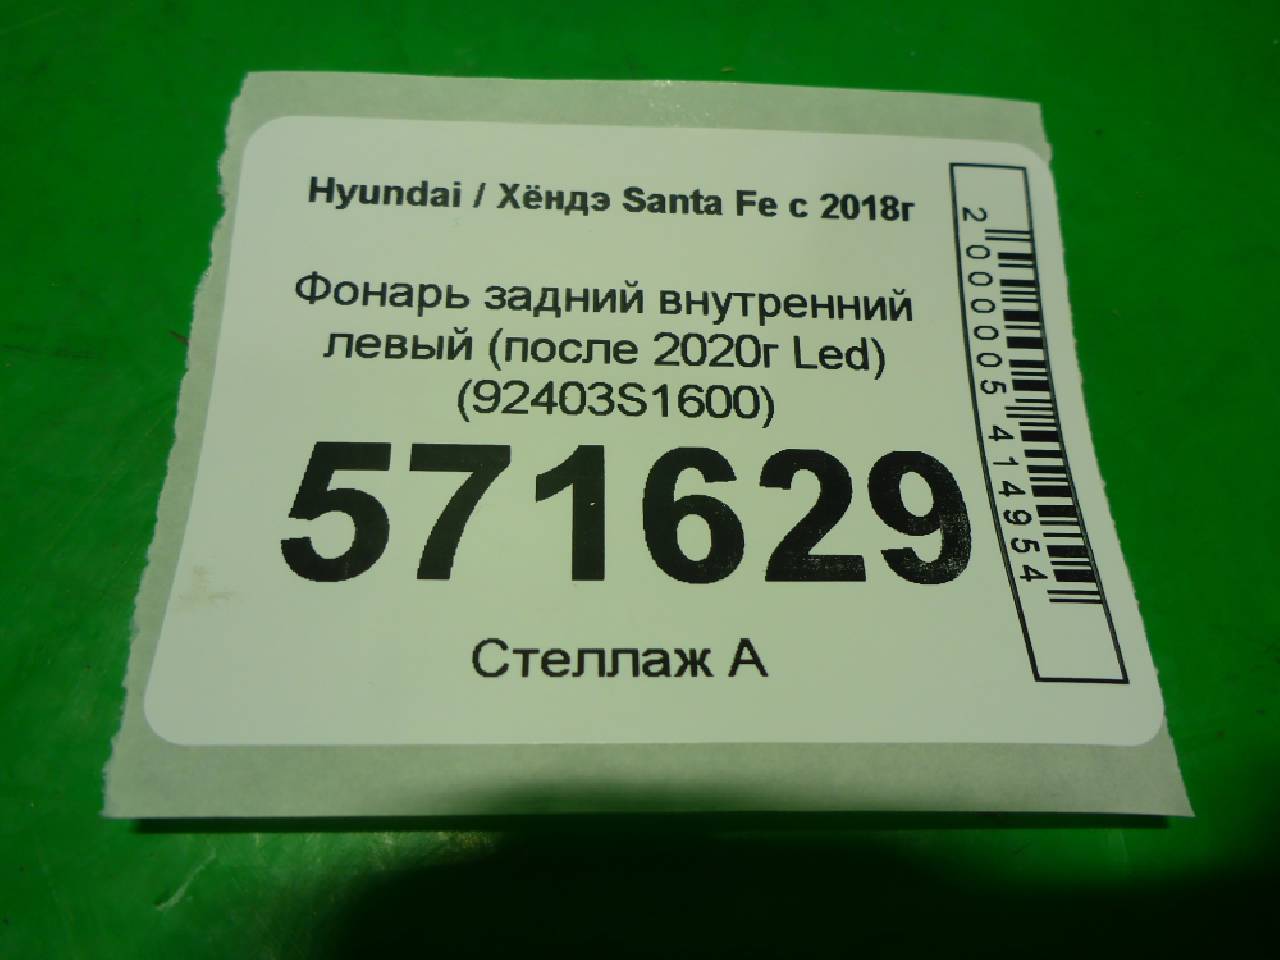 Hyundai / Хёндэ Santa Fe с 2018г
Фонарь задний внутренний
левый (после 2020г Led)
(92403S1600)
571629
Стеллаж А
2000005414954